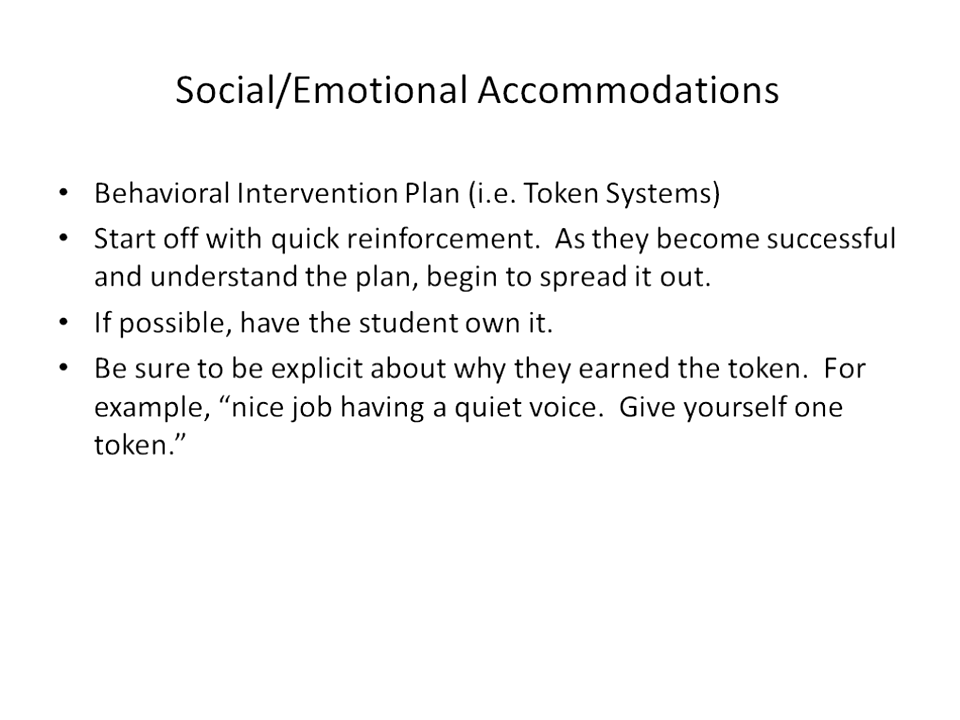 Social/Emotional Accommodations
• Behavioral Intervention Plan (i.e. Token Systems)
• Start off with quick reinforcement.  As they become successful
and understand the plan, begin to spread it out.
• If possible, have the student own it.
• Be sure to be explicit about why they earned the token.  For
example, “nice job having a quiet voice.  Give yourself one
token.”